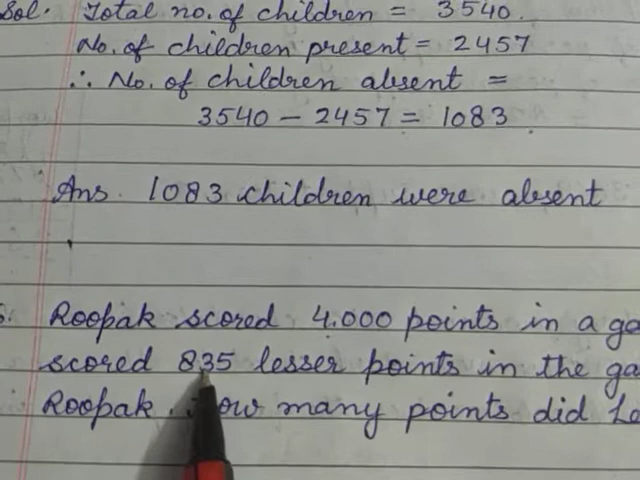 Sol. Total no. of children = 3540.
No. of children present = 2457
∴ No. of children absent =
3540 - 2457 = 1083
Ans. 1083 children were absent
Roopak scored 4,000 points in a
scored 835 lesser points in the
Roopak. How many points did